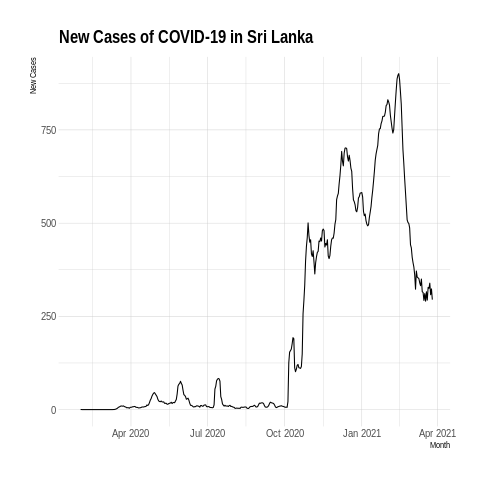 New Cases of COVID-19 in Sri Lanka
New Cases
750
500
250
0
Apr 2020 Jul 2020 Oct 2020 Jan 2021 Apr 2021
Month